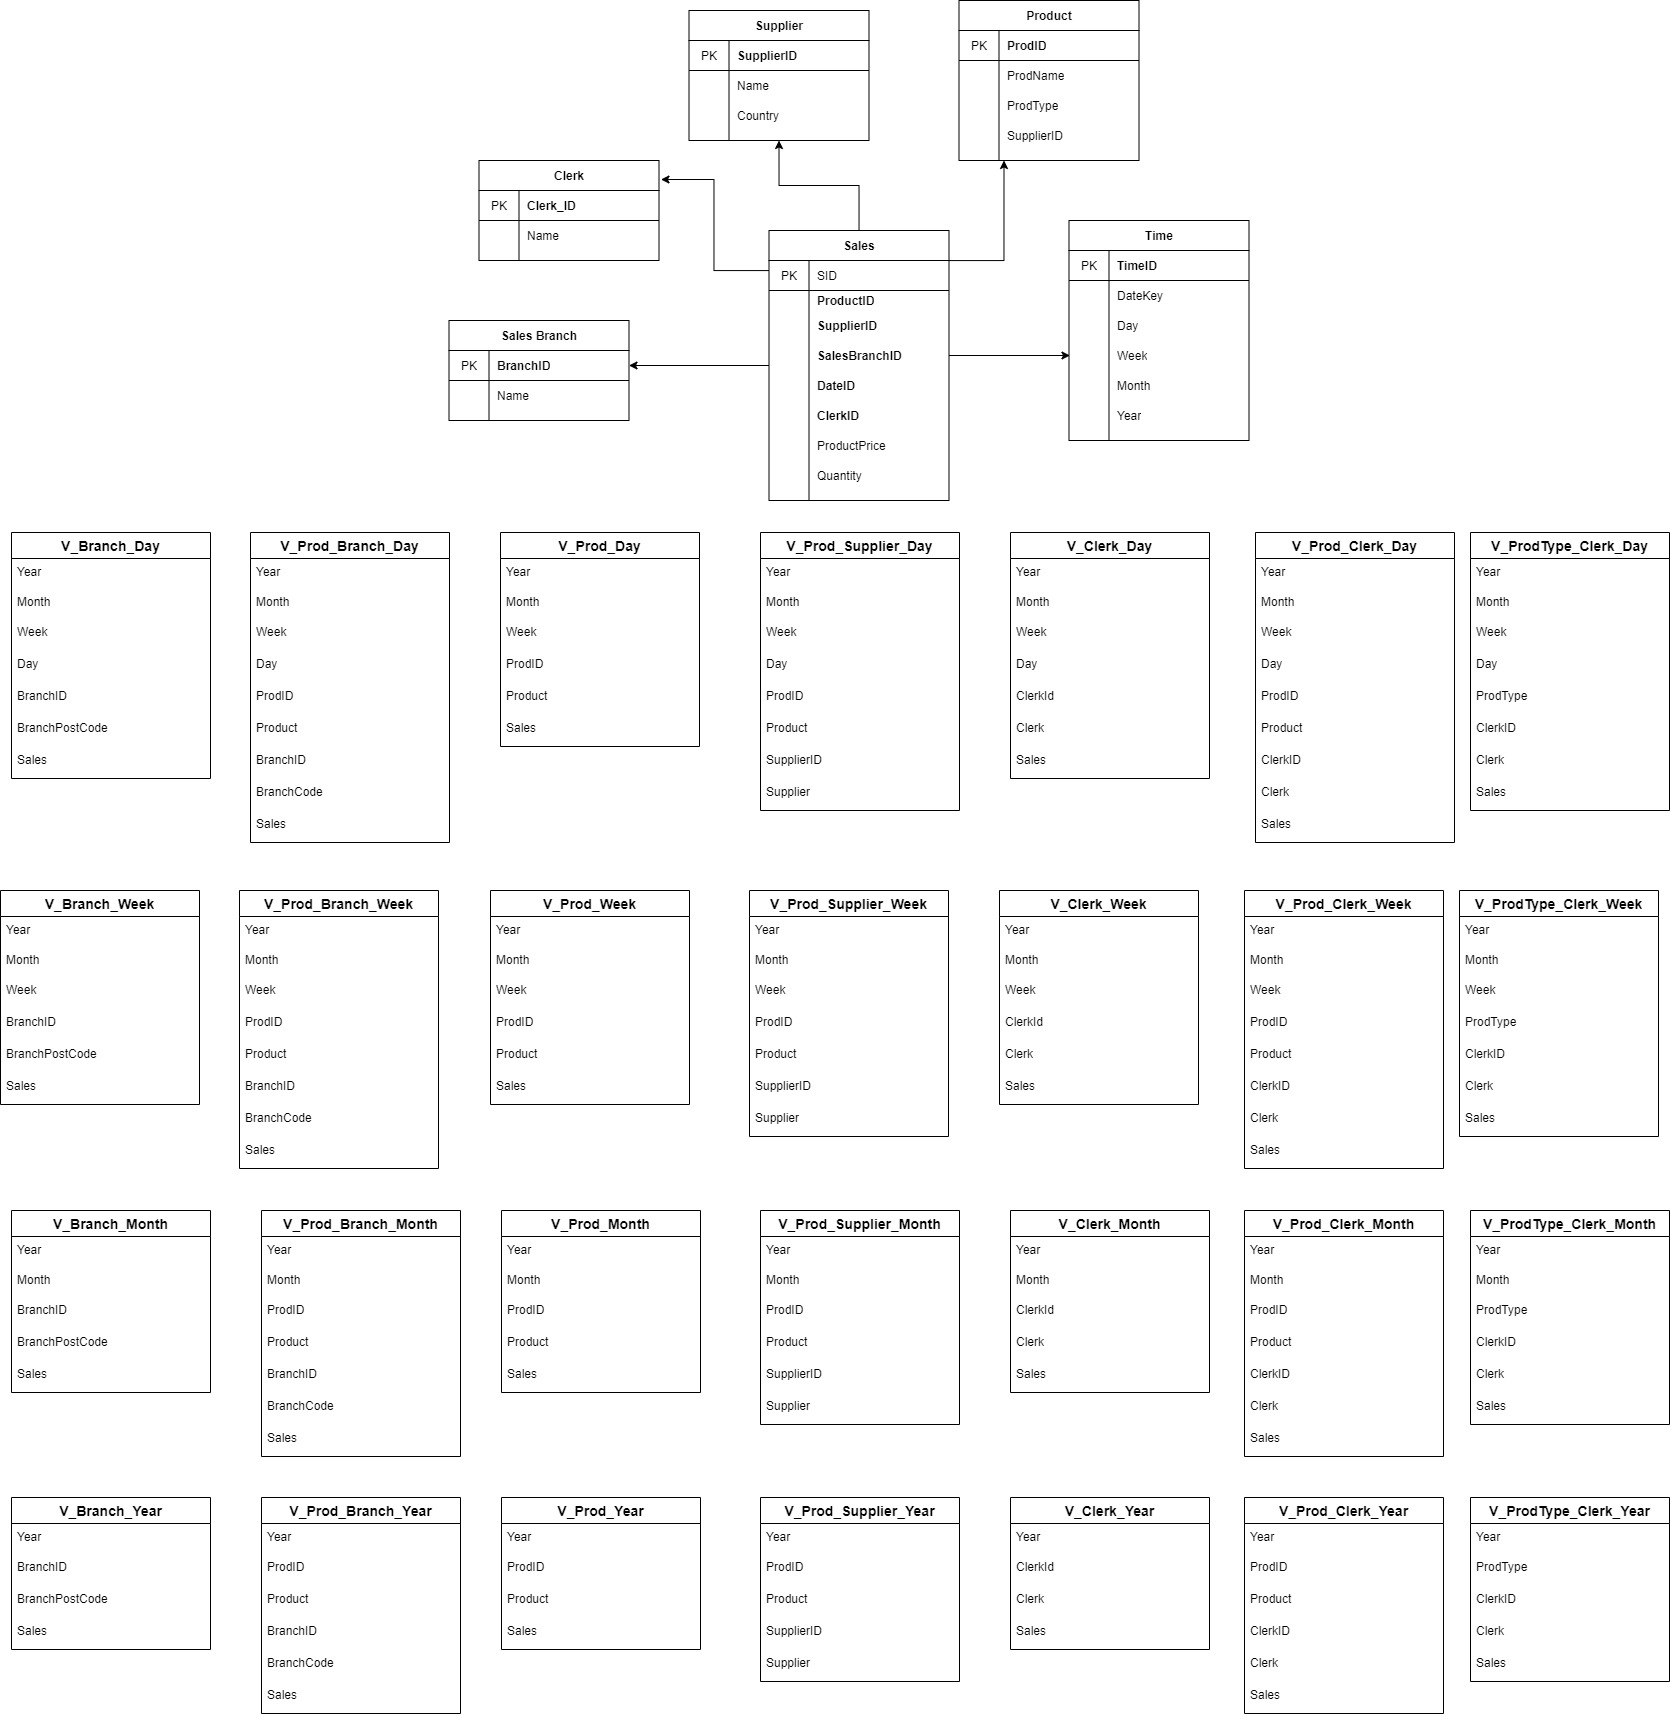 Supplier
PK SupplierID
Name
Country
Product
PK ProdID
ProdName
ProdType
SupplierID
Clerk
PK Clerk_ID
Name
Sales
PK SID
ProductID
SupplierID
SalesBranchID
DateID
ClerkID
ProductPrice
Quantity
Time
PK TimeID
DateKey
Day
Week
Month
Year
Sales Branch
PK BranchID
Name
V_Branch_Day
Year
Month
Week
Day
BranchID
BranchPostCode
Sales
V_Prod_Branch_Day
Year
Month
Week
Day
ProdID
Product
BranchID
BranchCode
Sales
V_Prod_Day
Year
Month
Week
ProdID
Product
Sales
V_Prod_Supplier_Day
Year
Month
Week
Day
ProdID
Product
SupplierID
Supplier
V_Clerk_Day
Year
Month
Week
Day
ClerkId
Clerk
Sales
V_Prod_Clerk_Day
Year
Month
Week
Day
ProdID
Product
ClerkID
Clerk
Sales
V_ProdType_Clerk_Day
Year
Month
Week
Day
ProdType
ClerkID
Clerk
Sales
V_Branch_Week
Year
Month
Week
BranchID
BranchPostCode
Sales
V_Prod_Branch_Week
Year
Month
Week
ProdID
Product
BranchID
BranchCode
Sales
V_Prod_Week
Year
Month
Week
ProdID
Product
Sales
V_Prod_Supplier_Week
Year
Month
Week
ProdID
Product
SupplierID
Supplier
V_Clerk_Week
Year
Month
Week
ClerkId
Clerk
Sales
V_Prod_Clerk_Week
Year
Month
Week
ProdID
Product
ClerkID
Clerk
Sales
V_ProdType_Clerk_Week
Year
Month
Week
ProdType
ClerkID
Clerk
Sales
V_Branch_Month
Year
Month
BranchID
BranchPostCode
Sales
V_Prod_Branch_Month
Year
Month
ProdID
Product
BranchID
BranchCode
Sales
V_Prod_Month
Year
Month
ProdID
Product
Sales
V_Prod_Supplier_Month
Year
Month
ProdID
Product
SupplierID
Supplier
V_Clerk_Month
Year
Month
ClerkId
Clerk
Sales
V_Prod_Clerk_Month
Year
Month
ProdID
Product
ClerkID
Clerk
Sales
V_ProdType_Clerk_Month
Year
Month
ProdType
ClerkID
Clerk
Sales
V_Branch_Year
Year
BranchID
BranchPostCode
Sales
V_Prod_Branch_Year
Year
ProdID
Product
BranchID
BranchCode
Sales
V_Prod_Year
Year
ProdID
Product
Sales
V_Prod_Supplier_Year
Year
ProdID
Product
SupplierID
Supplier
V_Clerk_Year
Year
ClerkId
Clerk
Sales
V_Prod_Clerk_Year
Year
ProdID
Product
ClerkID
Clerk
Sales
V_ProdType_Clerk_Year
Year
ProdType
ClerkID
Clerk
Sales